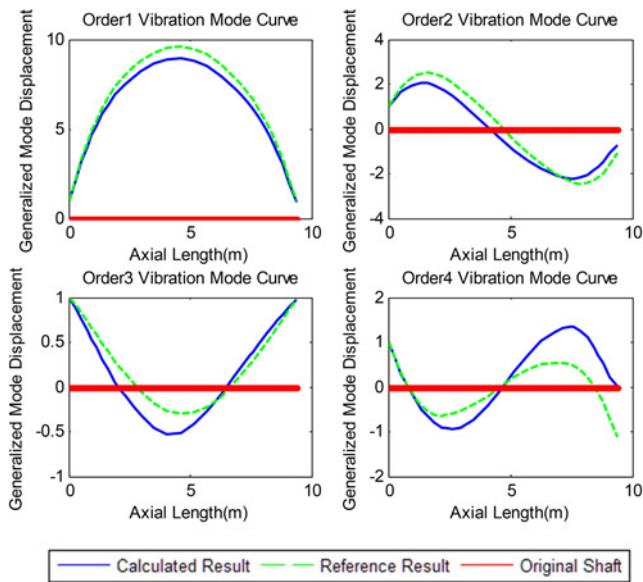 Order1 Vibration Mode Curve
Generalized Mode Displacement
10
5
0
0
5
10
Axial Length(m)
Order2 Vibration Mode Curve
Generalized Mode Displacement
4
2
0
-2
-4
0
5
10
Axial Length(m)
Order3 Vibration Mode Curve
Generalized Mode Displacement
1
0.5
0
-0.5
-1
0
5
10
Axial Length(m)
Order4 Vibration Mode Curve
Generalized Mode Displacement
2
1
0
-1
-2
0
5
10
Axial Length(m)
Calculated Result
Reference Result
Original Shaft